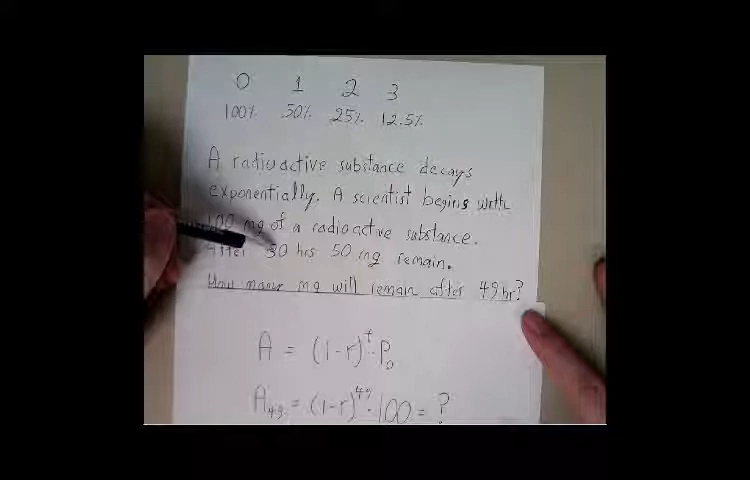 0 1 2 3
100% 50% 25% 12.5%
A radioactive substance decays
exponentially. A scientist begins with
100 mg of a radioactive substance.
After 30 hrs 50 mg remain.
How many mg will remain after 49 hr?
A = (1-r)^t · P₀
A₄₉ = (1-r)^49 · 100 = ?